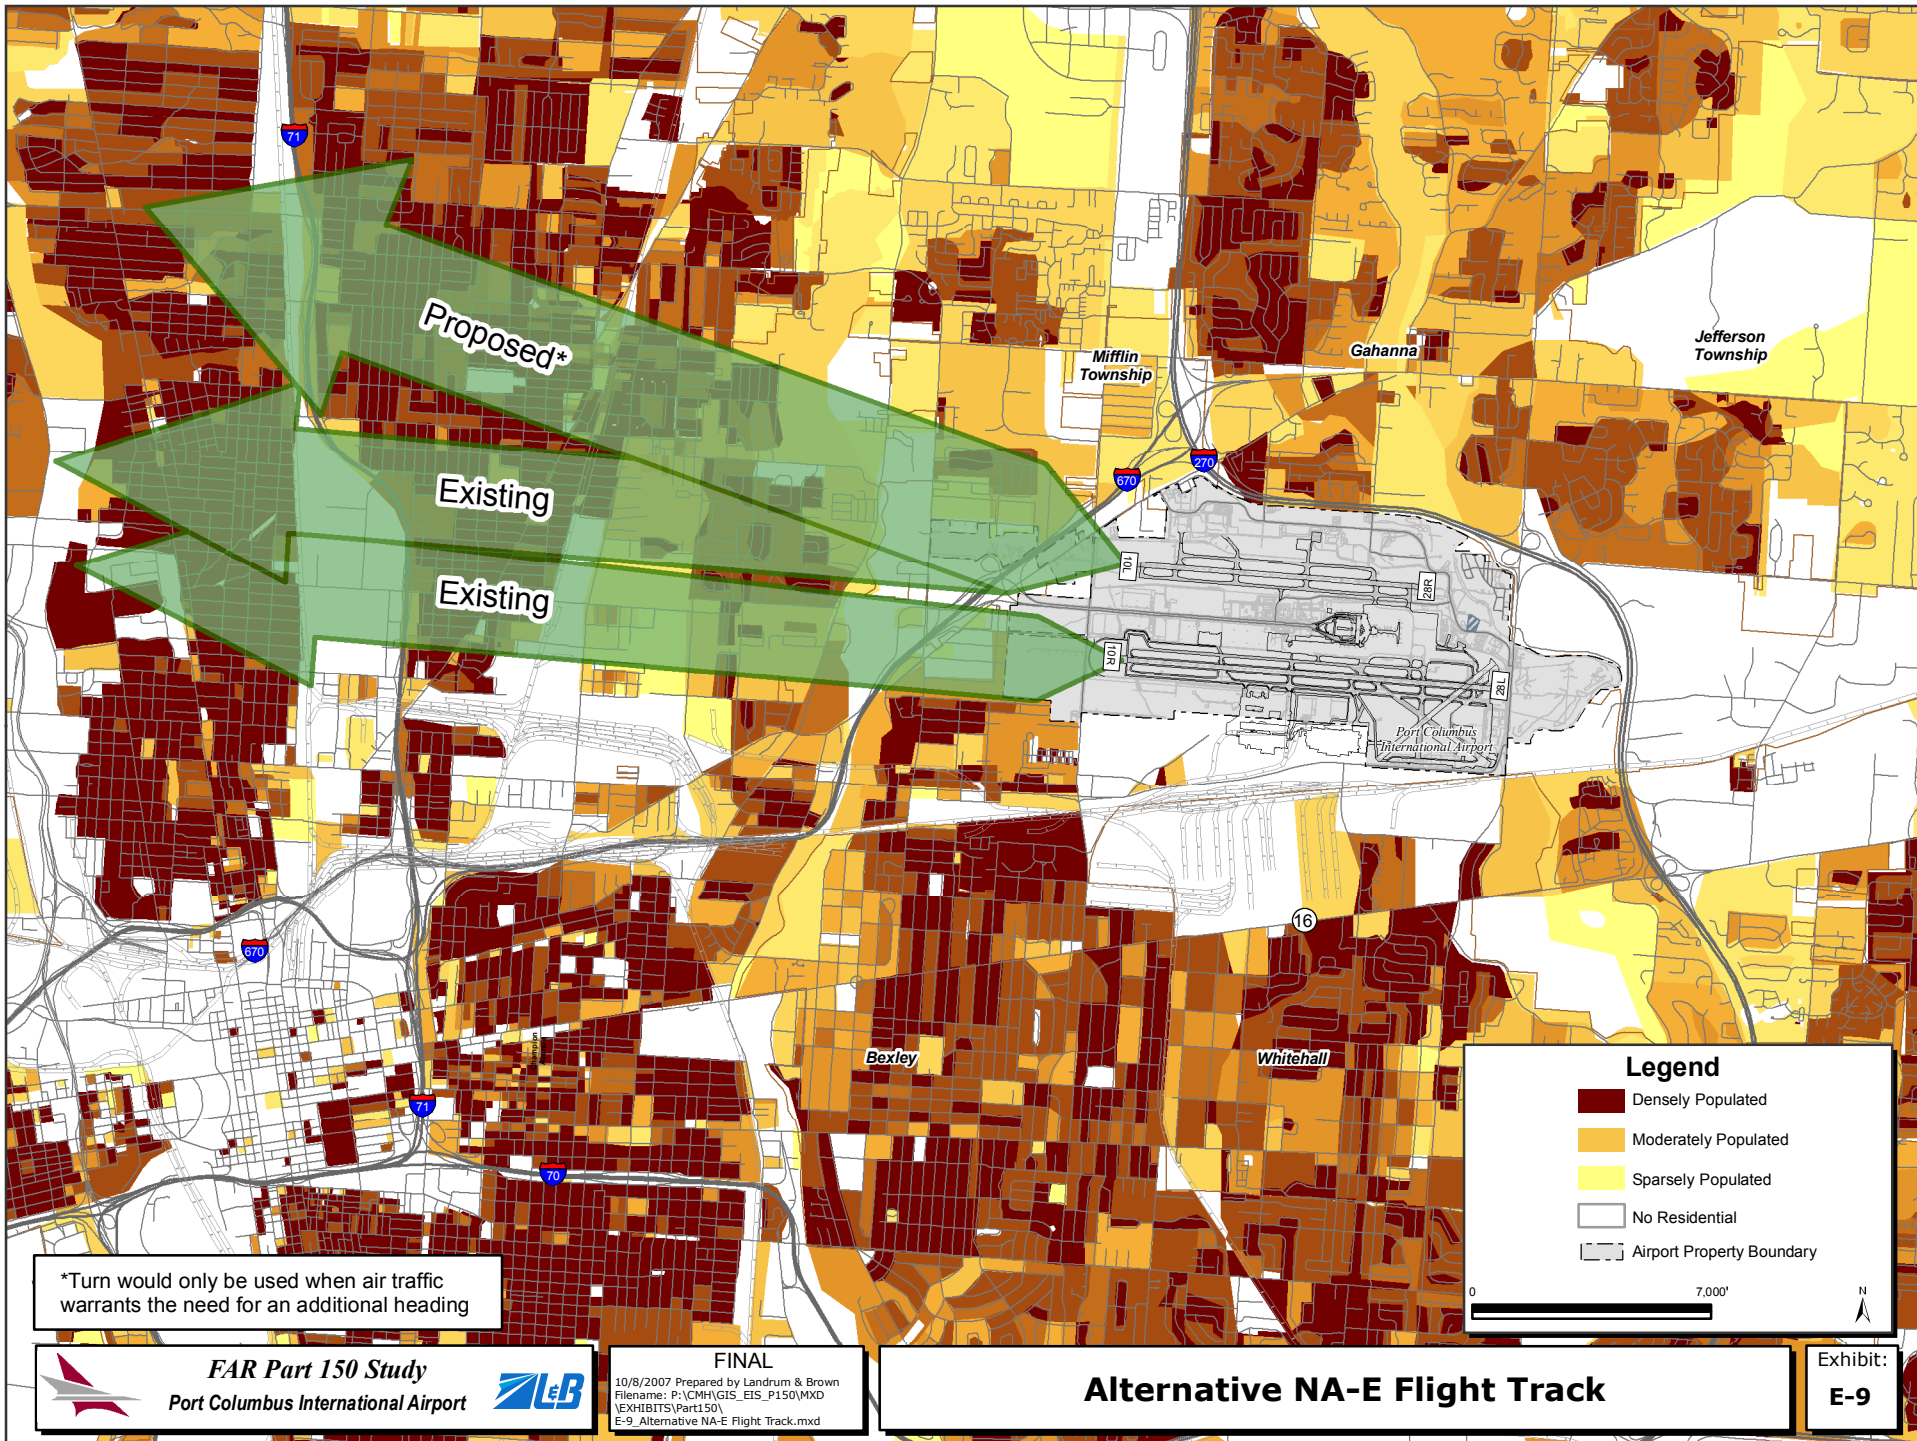 71
Proposed*
Existing
Existing
Mifflin
Township
Gahanna
Jefferson
Township
670
270
10L
28R
10R
28L
Port Columbus
International Airport
16
670
Champion
Bexley
Whitehall
71
70
Legend
Densely Populated
Moderately Populated
Sparsely Populated
No Residential
Airport Property Boundary
0
7,000'
N
*Turn would only be used when air traffic
warrants the need for an additional heading
FAR Part 150 Study
Port Columbus International Airport
L&B
FINAL
10/8/2007 Prepared by Landrum & Brown
Filename: P:\CMH\GIS_EIS_P150\MXD
\EXHIBITS\Part150\
E-9_Alternative NA-E Flight Track.mxd
Alternative NA-E Flight Track
Exhibit:
E-9